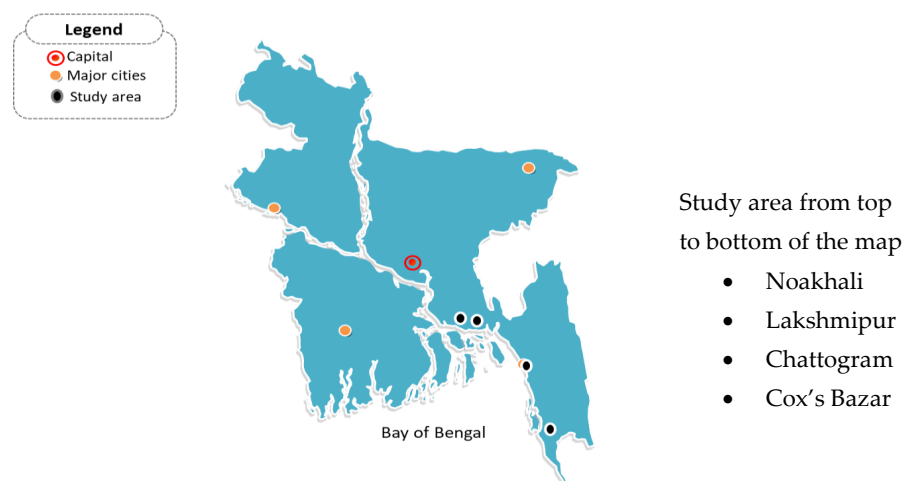 Legend
Capital
Major cities
Study area
Study area from top
to bottom of the map
• Noakhali
• Lakshmipur
• Chattogram
• Cox’s Bazar
Bay of Bengal